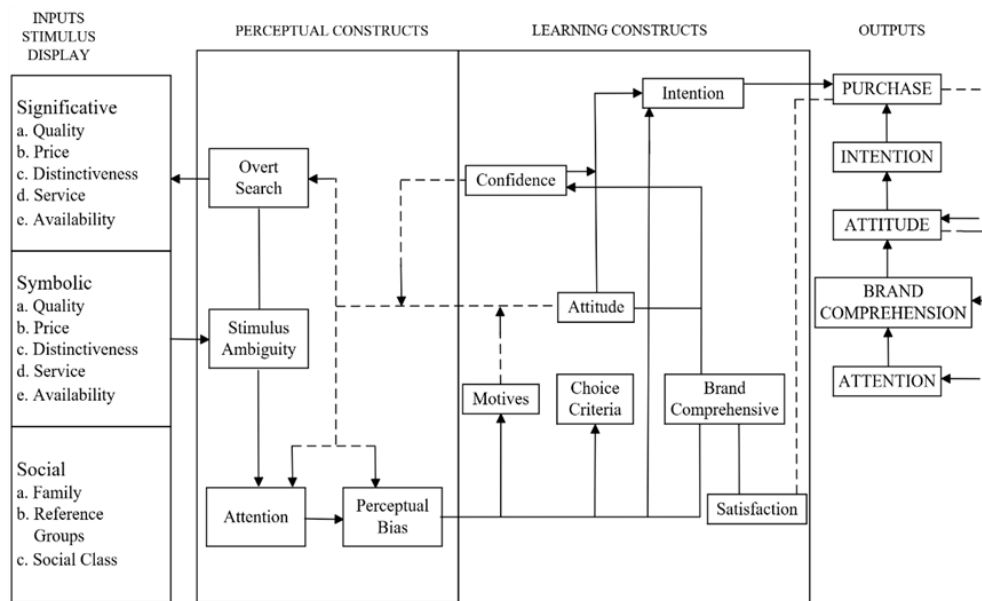 INPUTS
STIMULUS
DISPLAY
PERCEPTUAL CONSTRUCTS
LEARNING CONSTRUCTS
OUTPUTS
Significative
a. Quality
b. Price
c. Distinctiveness
d. Service
e. Availability
Symbolic
a. Quality
b. Price
c. Distinctiveness
d. Service
e. Availability
Social
a. Family
b. Reference
Groups
c. Social Class
Overt
Search
Stimulus
Ambiguity
Attention
Perceptual
Bias
Intention
Confidence
Attitude
Motives
Choice
Criteria
Brand
Comprehensive
Satisfaction
PURCHASE
INTENTION
ATTITUDE
BRAND
COMPREHENSION
ATTENTION